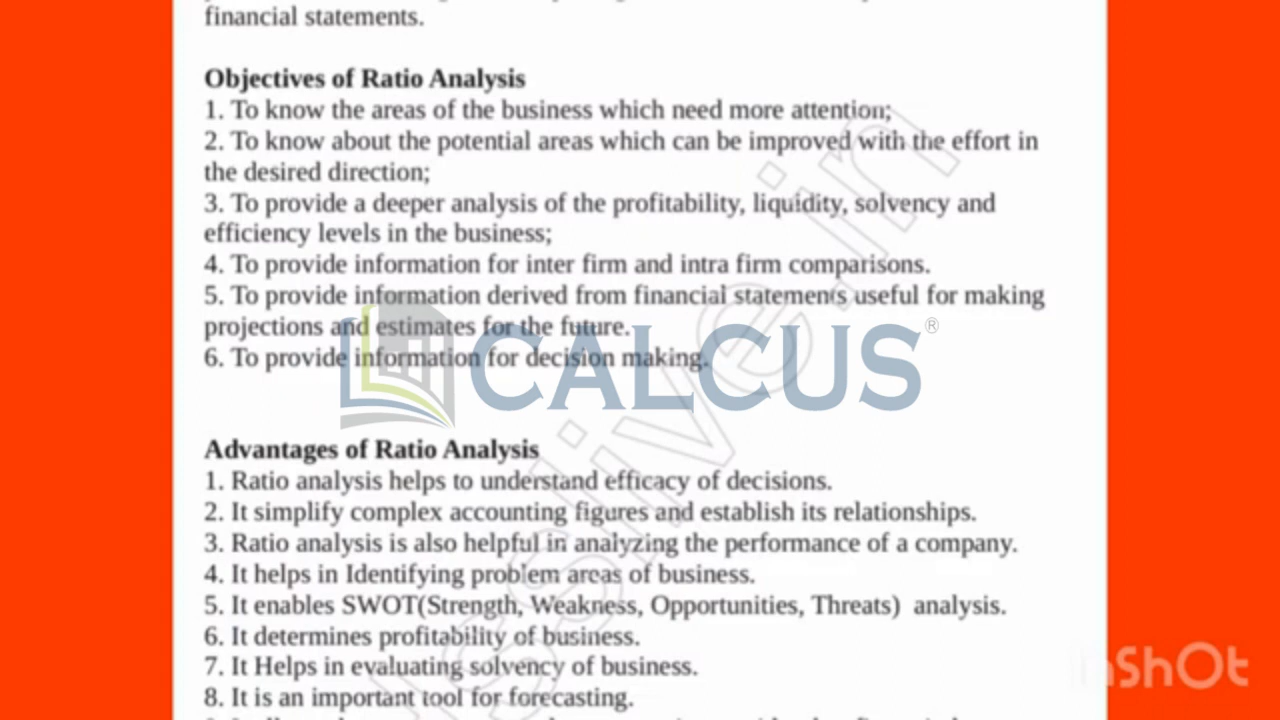 financial statements.
Objectives of Ratio Analysis
1. To know the areas of the business which need more attention;
2. To know about the potential areas which can be improved with the effort in
the desired direction;
3. To provide a deeper analysis of the profitability, liquidity, solvency and
efficiency levels in the business;
4. To provide information for inter firm and intra firm comparisons.
5. To provide information derived from financial statements useful for making
projections and estimates for the future.
6. To provide information for decision making.
CALCUS®
Advantages of Ratio Analysis
1. Ratio analysis helps to understand efficacy of decisions.
2. It simplify complex accounting figures and establish its relationships.
3. Ratio analysis is also helpful in analyzing the performance of a company.
4. It helps in Identifying problem areas of business.
5. It enables SWOT(Strength, Weakness, Opportunities, Threats) analysis.
6. It determines profitability of business.
7. It Helps in evaluating solvency of business.
8. It is an important tool for forecasting.
InShOt